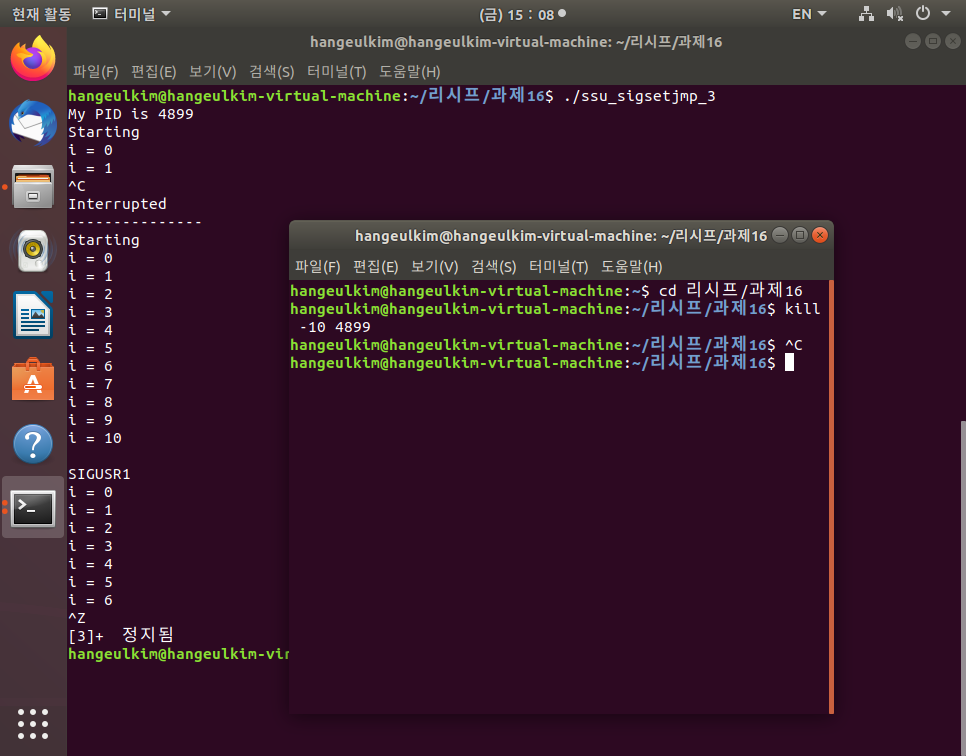 현재 활동 터미널 (금) 15 : 08 EN
hangeulkim@hangeulkim-virtual-machine: ~/리시프/과제16
파일(F) 편집(E) 보기(V) 검색(S) 터미널(T) 도움말(H)
hangeulkim@hangeulkim-virtual-machine:~/리시프/과제16$ ./ssu_sigsetjmp_3
My PID is 4899
Starting
i = 0
i = 1
^C
Interrupted
---------------
Starting
i = 0
i = 1
i = 2
i = 3
i = 4
i = 5
i = 6
i = 7
i = 8
i = 9
i = 10
SIGUSR1
i = 0
i = 1
i = 2
i = 3
i = 4
i = 5
i = 6
^Z
[3]+ 정지됨
hangeulkim@hangeulkim-vir
hangeulkim@hangeulkim-virtual-machine: ~/리시프/과제16
파일(F) 편집(E) 보기(V) 검색(S) 터미널(T) 도움말(H)
hangeulkim@hangeulkim-virtual-machine:~$ cd 리시프/과제16
hangeulkim@hangeulkim-virtual-machine:~/리시프/과제16$ kill
-10 4899
hangeulkim@hangeulkim-virtual-machine:~/리시프/과제16$ ^C
hangeulkim@hangeulkim-virtual-machine:~/리시프/과제16$